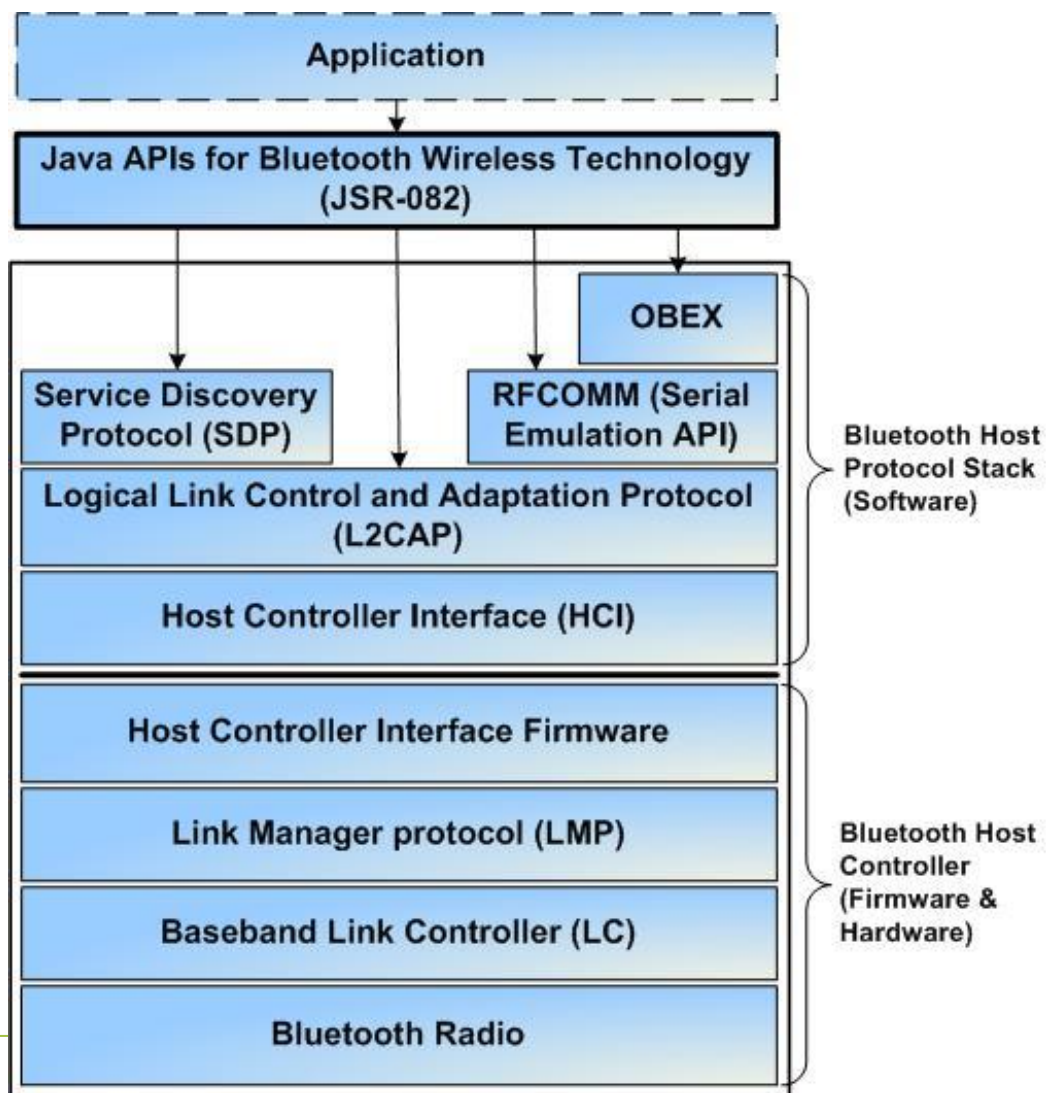 Application
Java APIs for Bluetooth Wireless Technology
(JSR-082)
OBEX
Service Discovery
Protocol (SDP)
RFCOMM (Serial
Emulation API)
Logical Link Control and Adaptation Protocol
(L2CAP)
Host Controller Interface (HCI)
Bluetooth Host
Protocol Stack
(Software)
Host Controller Interface Firmware
Link Manager protocol (LMP)
Baseband Link Controller (LC)
Bluetooth Radio
Bluetooth Host
Controller
(Firmware &
Hardware)